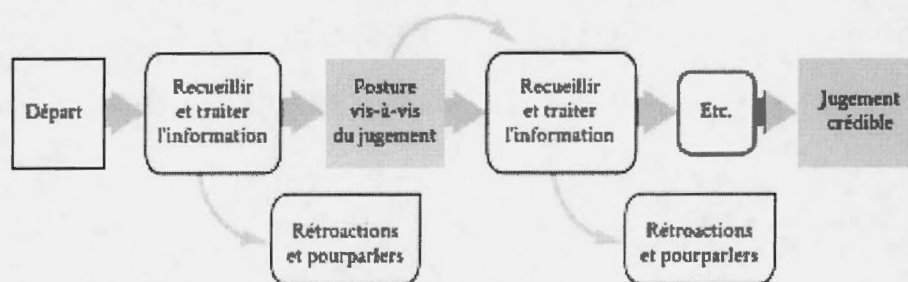 Départ
Recueillir
et traiter
l'information
Posture
vis-à-vis
du jugement
Recueillir
et traiter
l'information
Etc.
Jugement
crédible
Rétroactions
et pourparlers
Rétroactions
et pourparlers